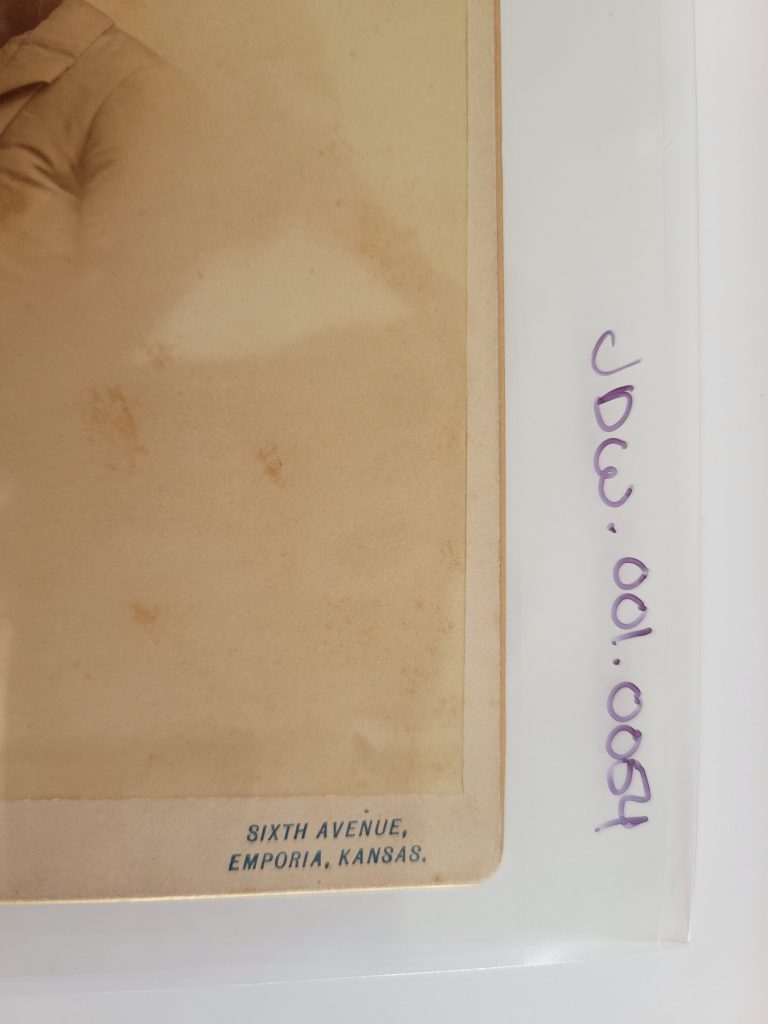 SIXTH AVENUE,
EMPORIA, KANSAS.
JDW.001.0054